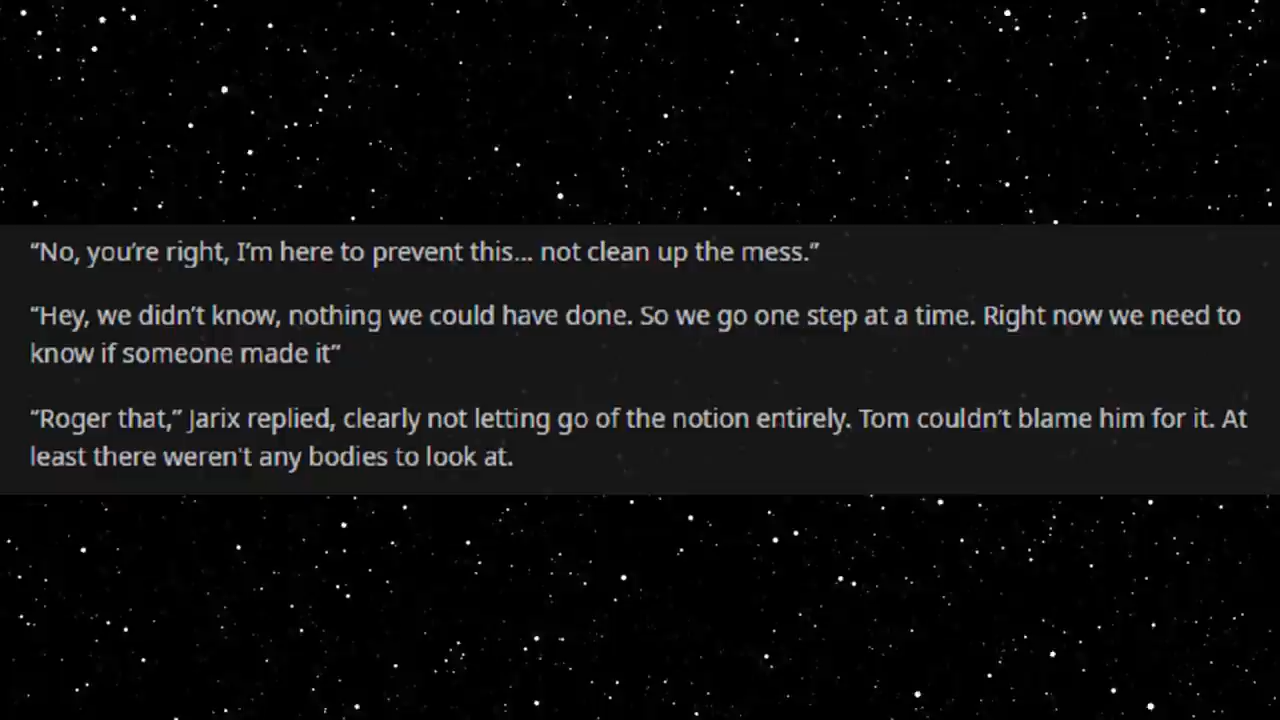 “No, you’re right, I’m here to prevent this... not clean up the mess.”
“Hey, we didn’t know, nothing we could have done. So we go one step at a time. Right now we need to
know if someone made it”
“Roger that,” Jarix replied, clearly not letting go of the notion entirely. Tom couldn’t blame him for it. At
least there weren't any bodies to look at.